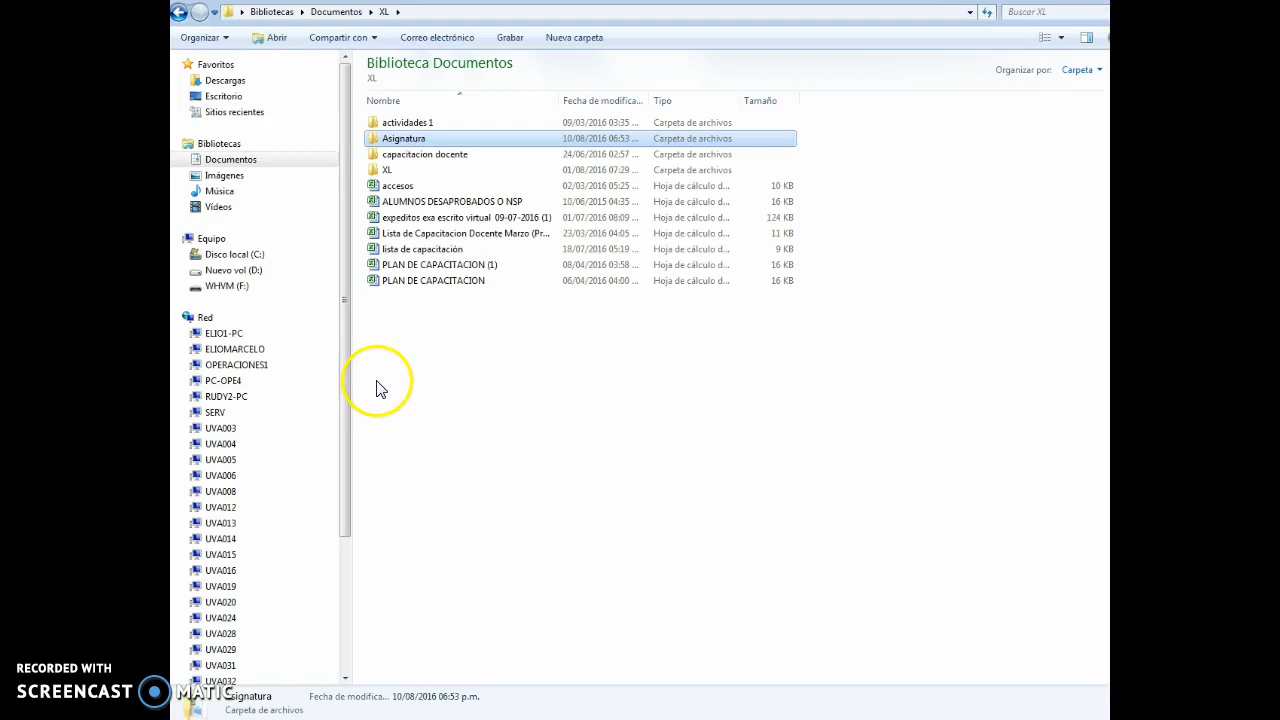 Bibliotecas Documentos XL Buscar XL
Organizar Abrir Compartir con Correo electrónico Grabar Nueva carpeta
Favoritos
Descargas
Escritorio
Sitios recientes
Bibliotecas
Documentos
Imágenes
Música
Vídeos
Equipo
Disco local (C:)
Nuevo vol (D:)
WHVM (F:)
Red
ELIO1-PC
ELIOMARCELO
OPERACIONES1
PC-OPE4
RUDY2-PC
SERV
UVA003
UVA004
UVA005
UVA006
UVA008
UVA012
UVA013
UVA014
UVA015
UVA016
UVA019
UVA020
UVA024
UVA028
UVA029
UVA031
UVA032
Biblioteca Documentos
XL
Organizar por: Carpeta
Nombre Fecha de modifica... Tipo Tamaño
actividades 1 09/03/2016 03:35 ... Carpeta de archivos
Asignatura 10/08/2016 06:53 ... Carpeta de archivos
capacitacion docente 24/06/2016 02:57 ... Carpeta de archivos
XL 01/08/2016 07:29 ... Carpeta de archivos
accesos 02/03/2016 05:25 ... Hoja de cálculo d... 10 KB
ALUMNOS DESAPROBADOS O NSP 10/06/2015 04:35 ... Hoja de cálculo d... 16 KB
expeditos exa escrito virtual 09-07-2016 (1) 01/07/2016 08:09 ... Hoja de cálculo d... 124 KB
Lista de Capacitacion Docente Marzo (Pr... 23/03/2016 04:05 ... Hoja de cálculo d... 11 KB
lista de capacitación 18/07/2016 05:19 ... Hoja de cálculo d... 9 KB
PLAN DE CAPACITACION (1) 08/04/2016 03:58 ... Hoja de cálculo d... 16 KB
PLAN DE CAPACITACION 06/04/2016 04:00 ... Hoja de cálculo d... 16 KB
signatura Fecha de modifica... 10/08/2016 06:53 p.m.
Carpeta de archivos
RECORDED WITH
SCREENCAST MATIC